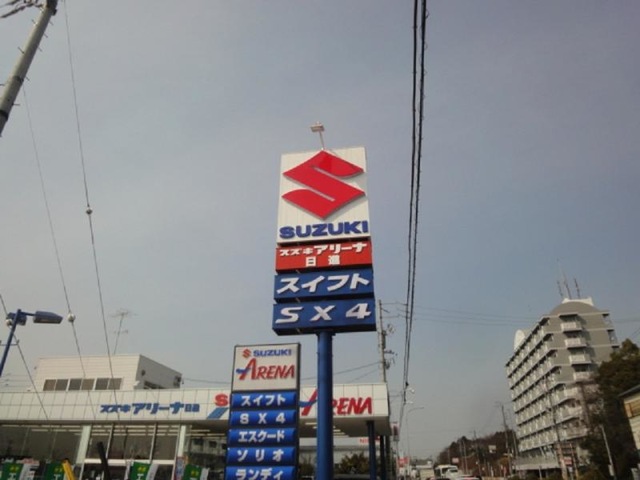 SUZUKI
スズキアリーナ
日進
スイフト
SX4
SUZUKI
ARENA
スイフト
SX4
エスクード
ソリオ
ランディ
スズキアリーナ日進
ARENA